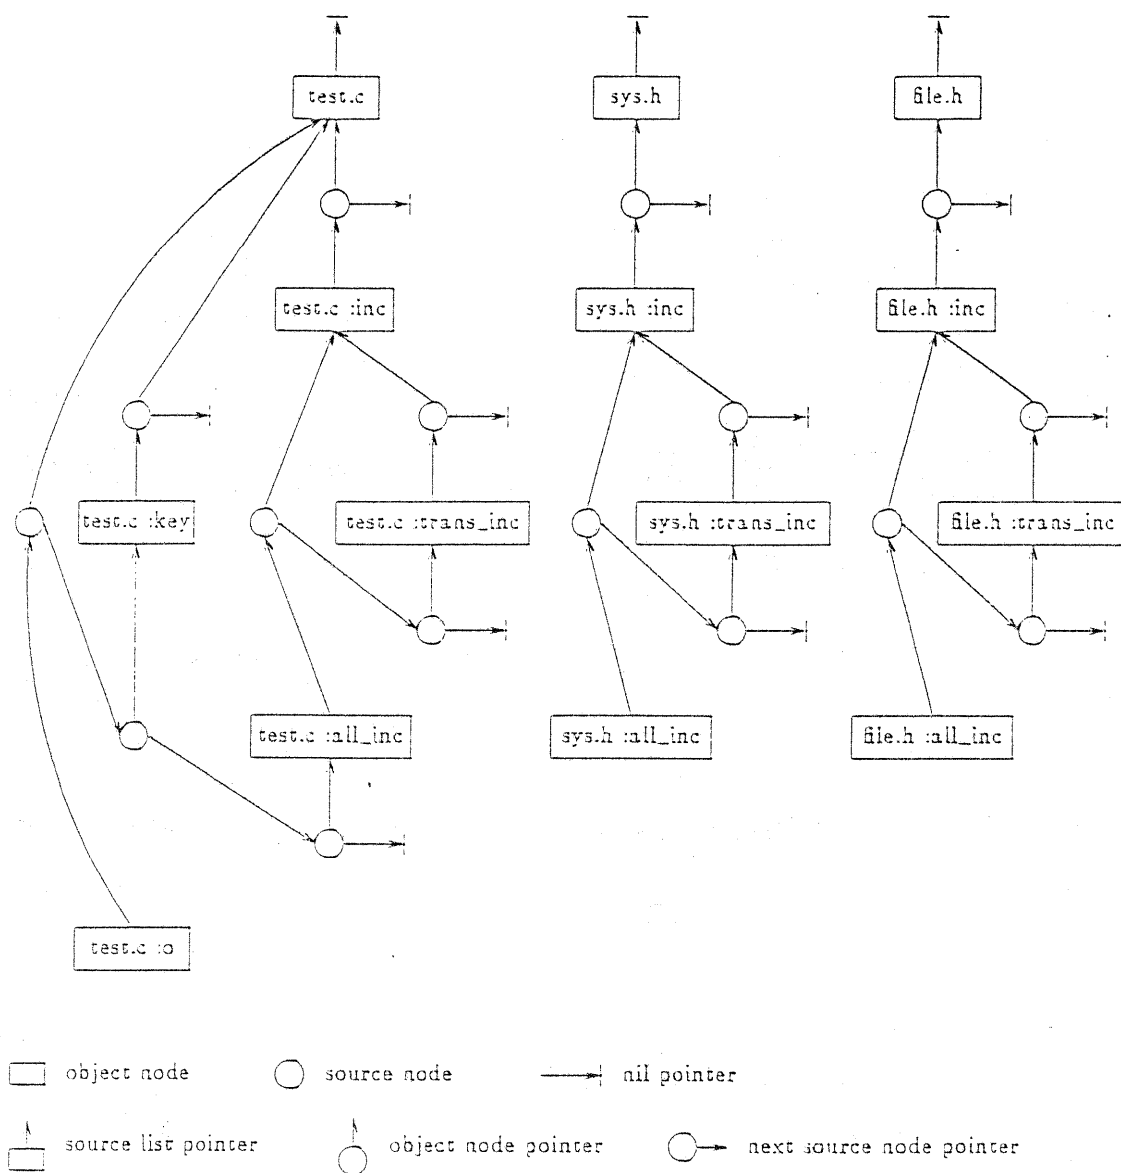 test.c sys.h file.h
test.c :inc sys.h :inc file.h :inc
test.c :key test.c :trans_inc sys.h :trans_inc file.h :trans_inc
test.c :all_inc sys.h :all_inc file.h :all_inc
test.c :o
object node source node nil pointer
source list pointer object node pointer next source node pointer